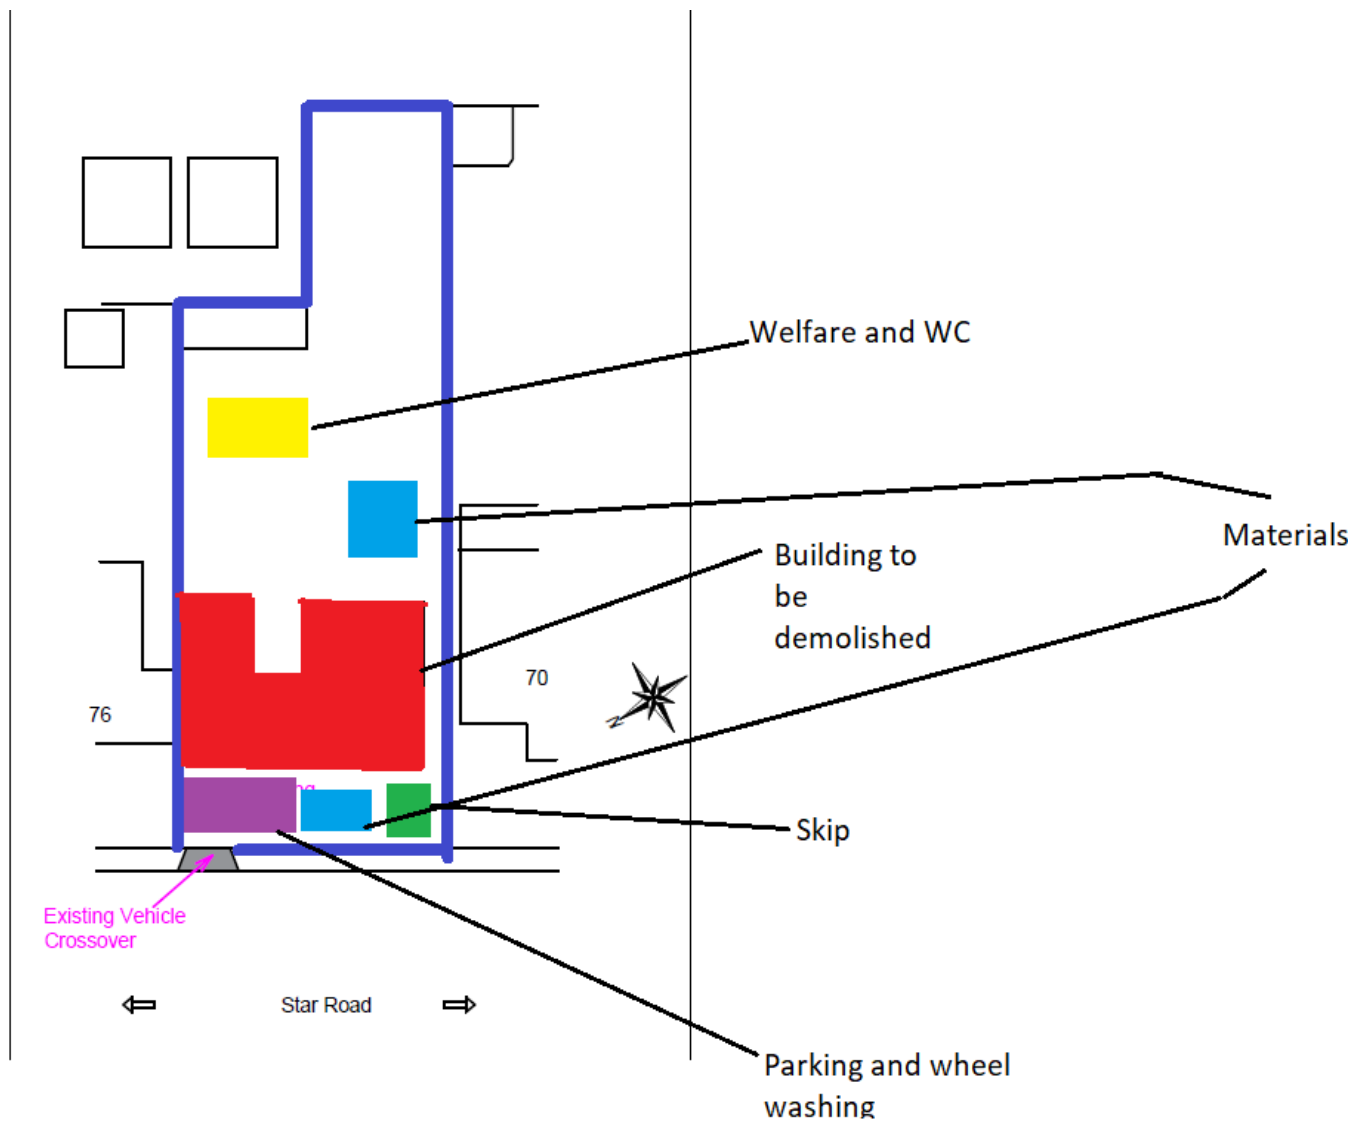 Welfare and WC
Materials
Building to
be
demolished
70
76
N
Skip
Existing Vehicle
Crossover
Star Road
Parking and wheel
washing